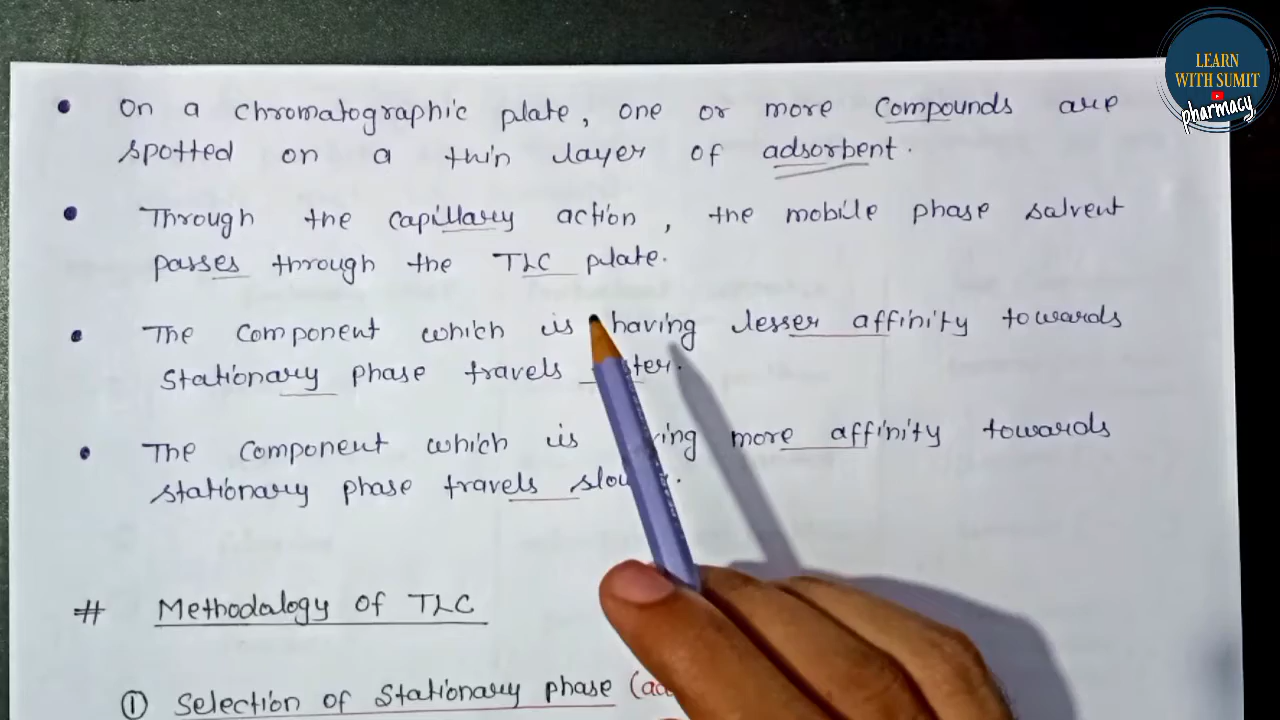 LEARN
WITH SUMIT
pharmacy
• On a chromatographic plate, one or more compounds are
spotted on a thin layer of adsorbent.
• Through the capillary action, the mobile phase solvent
passes through the TLC plate.
• The component which is having lesser affinity towards
stationary phase travels
• The component which is more affinity towards
stationary phase travels
# Methodalogy of TLC
① Selection of stationary phase